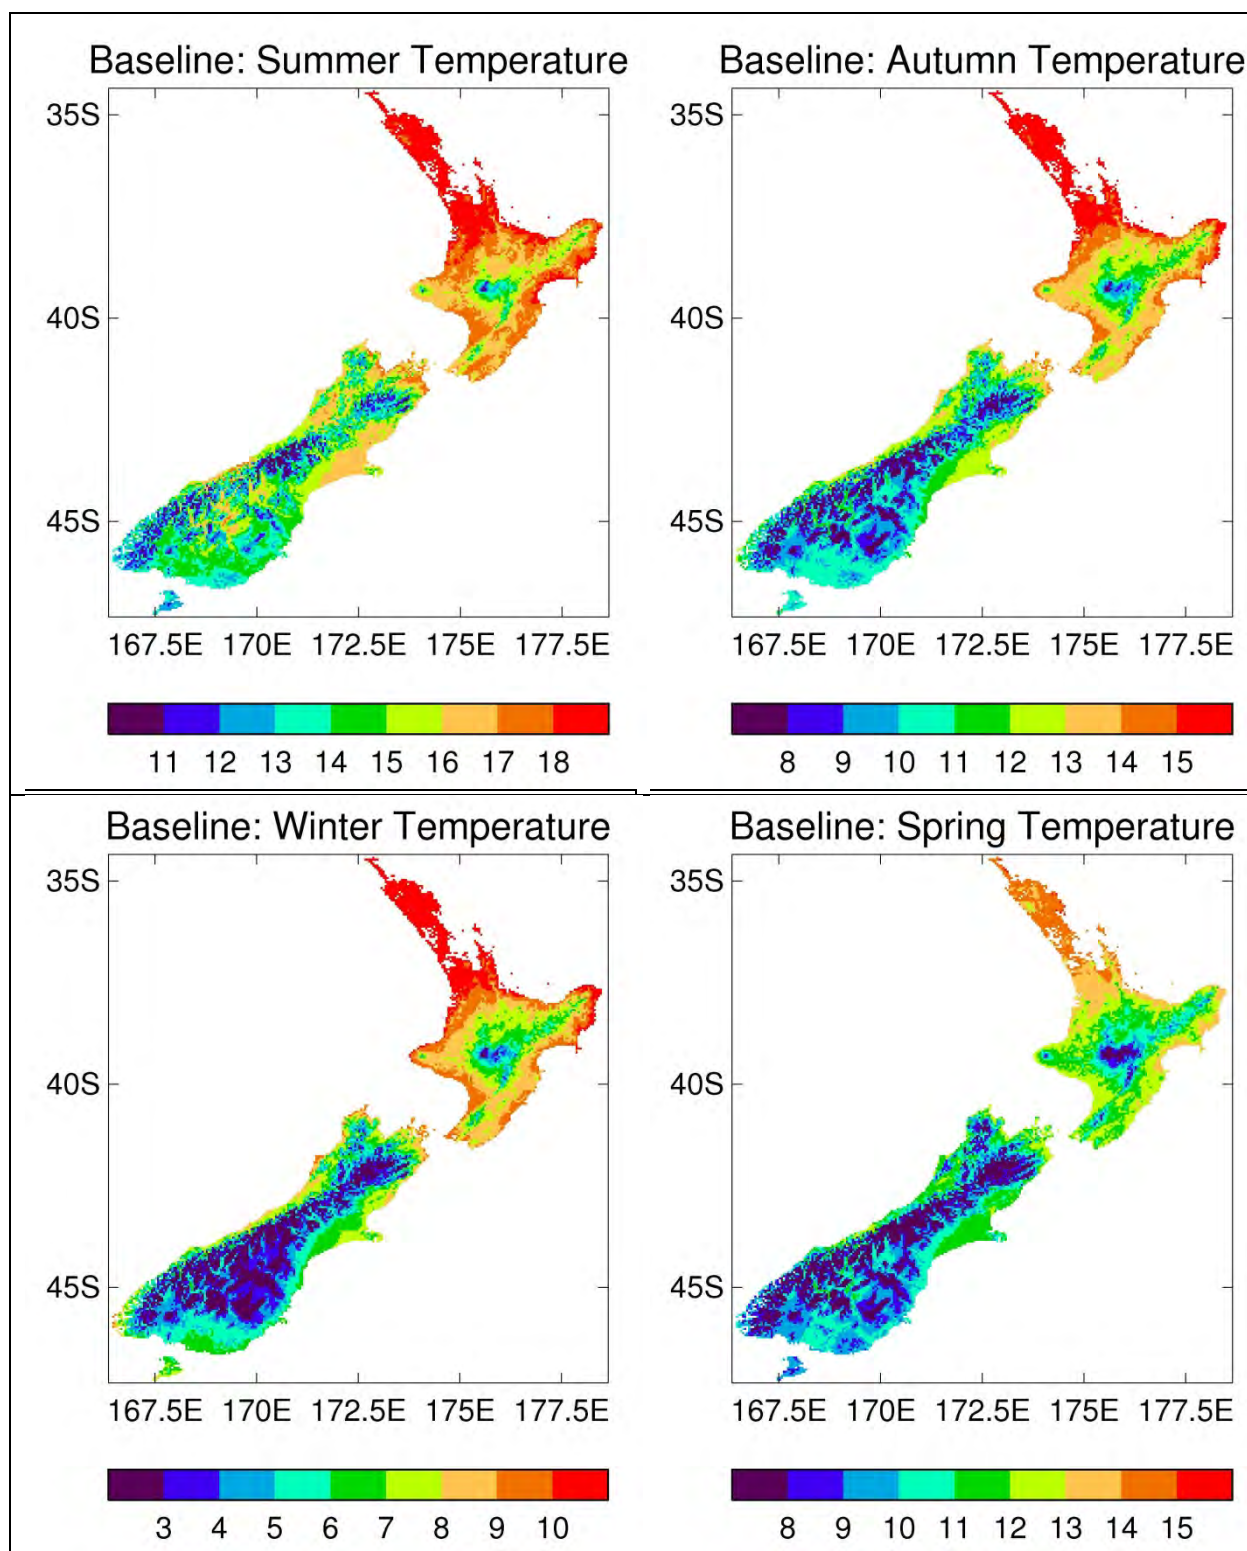 Baseline: Summer Temperature
35S
40S
45S
167.5E 170E 172.5E 175E 177.5E
11 12 13 14 15 16 17 18
Baseline: Autumn Temperature
35S
40S
45S
167.5E 170E 172.5E 175E 177.5E
8 9 10 11 12 13 14 15
Baseline: Winter Temperature
35S
40S
45S
167.5E 170E 172.5E 175E 177.5E
3 4 5 6 7 8 9 10
Baseline: Spring Temperature
35S
40S
45S
167.5E 170E 172.5E 175E 177.5E
8 9 10 11 12 13 14 15